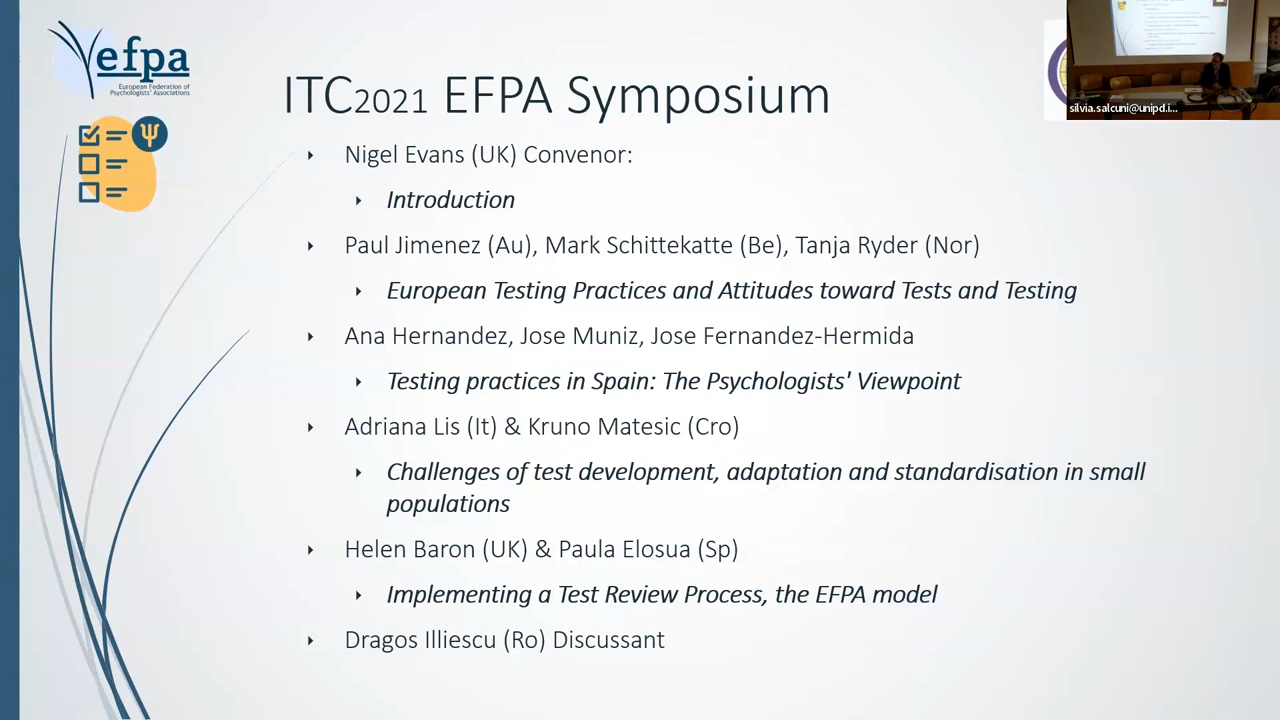 efpa
European Federation of
Psychologists' Associations
ITC2021 EFPA Symposium
silvia.salcuni@unipd.i...
Nigel Evans (UK) Convenor:
Introduction
Paul Jimenez (Au), Mark Schittekatte (Be), Tanja Ryder (Nor)
European Testing Practices and Attitudes toward Tests and Testing
Ana Hernandez, Jose Muniz, Jose Fernandez-Hermida
Testing practices in Spain: The Psychologists' Viewpoint
Adriana Lis (It) & Kruno Matesic (Cro)
Challenges of test development, adaptation and standardisation in small
populations
Helen Baron (UK) & Paula Elosua (Sp)
Implementing a Test Review Process, the EFPA model
Dragos Illiescu (Ro) Discussant